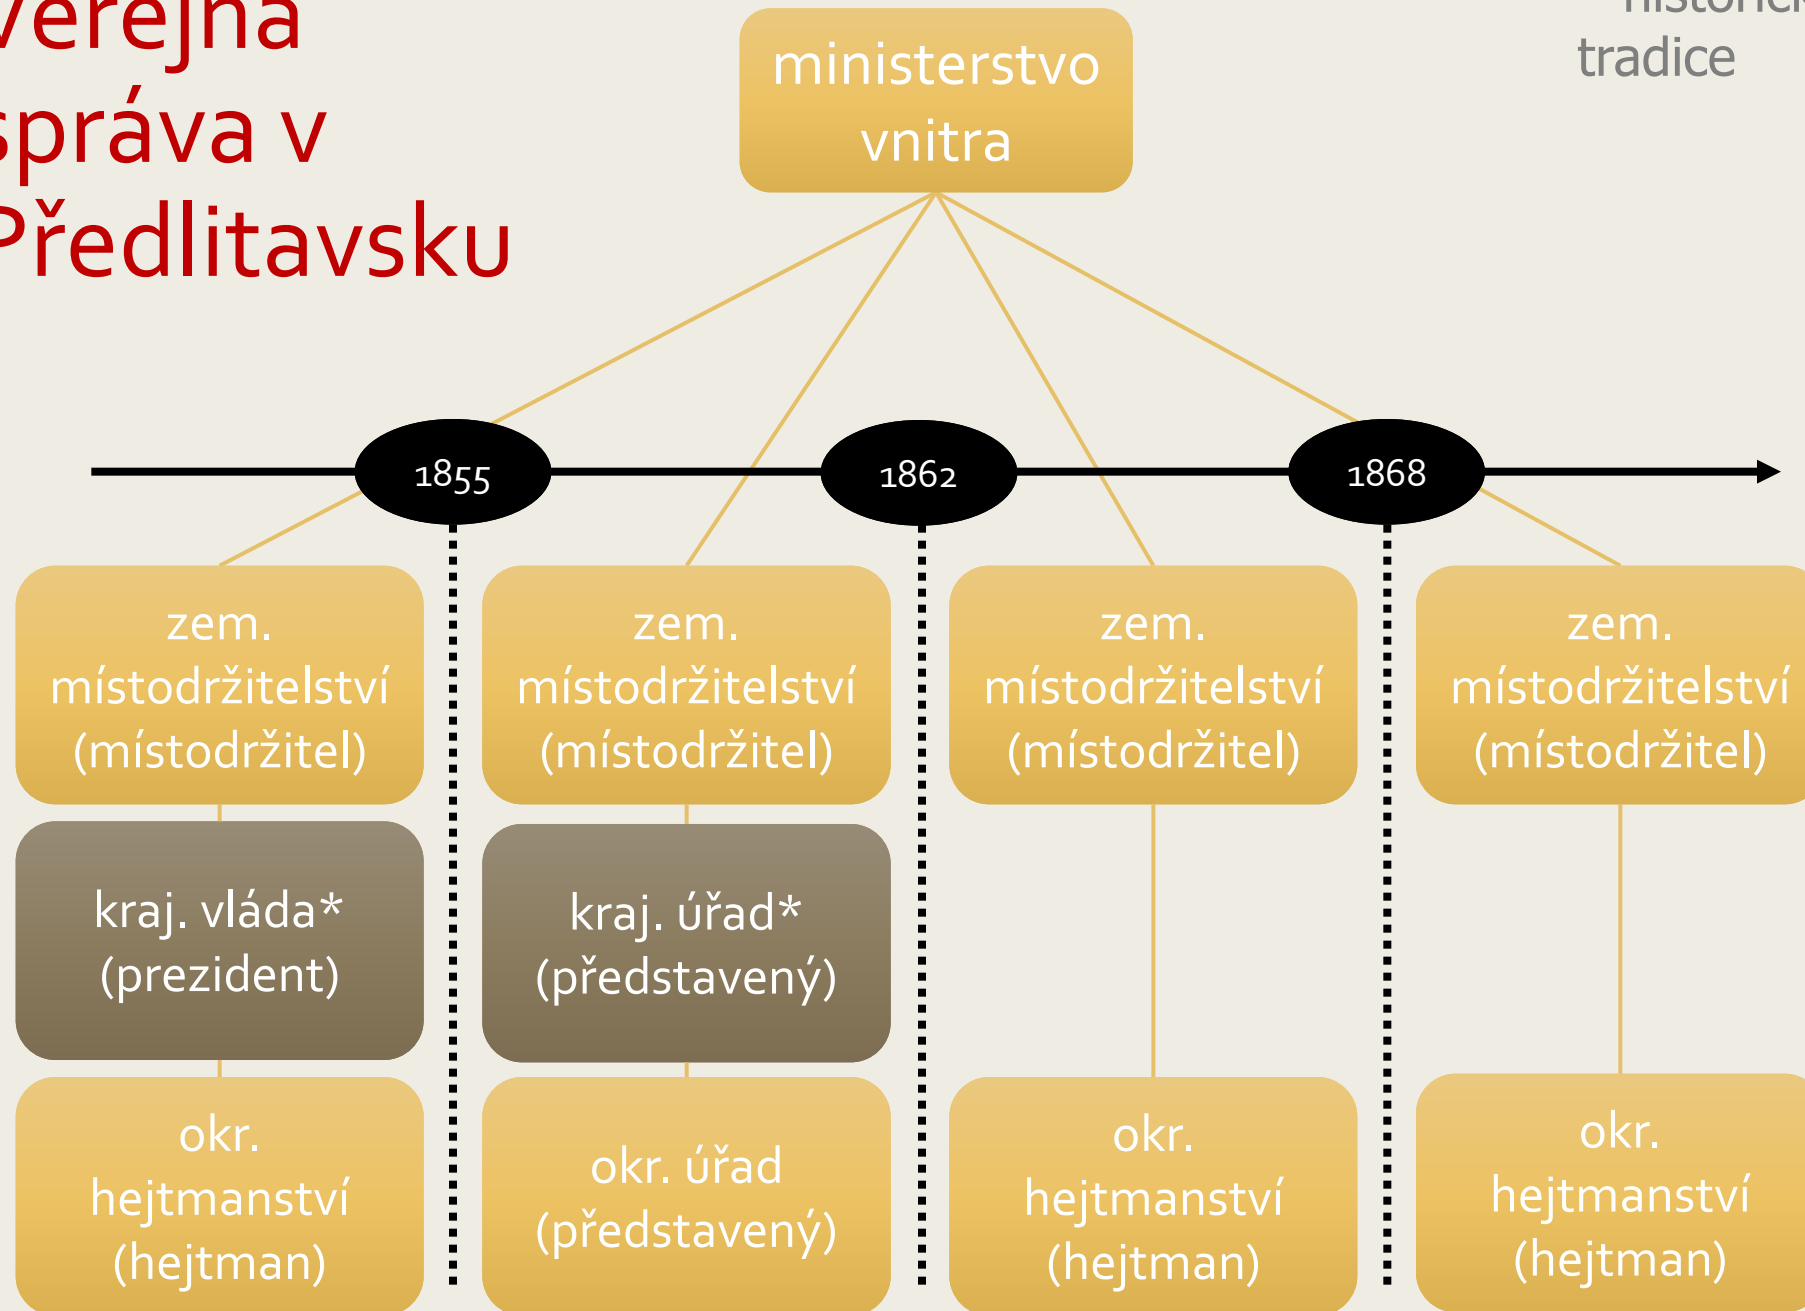 veřejná
správa v
Předlitavsku
tradice
ministerstvo
vnitra
1855
1862
1868
zem.
místodržitelství
(místodržitel)
zem.
místodržitelství
(místodržitel)
zem.
místodržitelství
(místodržitel)
zem.
místodržitelství
(místodržitel)
kraj. vláda*
(prezident)
kraj. úřad*
(představený)
okr.
hejtmanství
(hejtman)
okr. úřad
(představený)
okr.
hejtmanství
(hejtman)
okr.
hejtmanství
(hejtman)